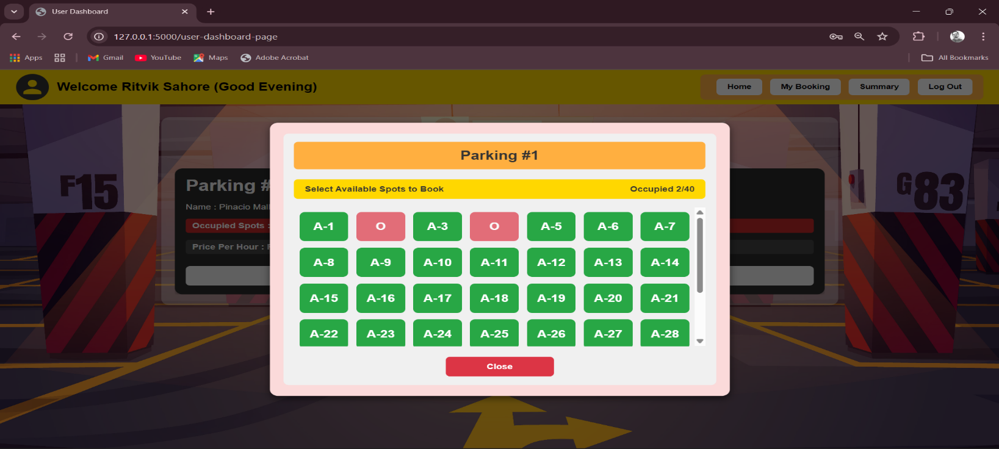 User Dashboard
127.0.0.1:5000/user-dashboard-page
Apps Gmail YouTube Maps Adobe Acrobat All Bookmarks
Welcome Ritvik Sahore (Good Evening) Home My Booking Summary Log Out
Parking #1
Select Available Spots to Book Occupied 2/40
A-1 O A-3 O A-5 A-6 A-7
A-8 A-9 A-10 A-11 A-12 A-13 A-14
A-15 A-16 A-17 A-18 A-19 A-20 A-21
A-22 A-23 A-24 A-25 A-26 A-27 A-28
Close
Parking #
Name : Pinacio Mall
Occupied Spots :
Price Per Hour :
F15
G83